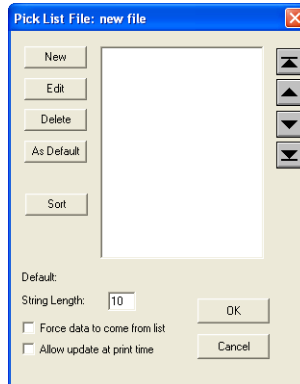 Pick List File: new file
New
Edit
Delete
As Default
Sort
Default:
String Length: 10
Force data to come from list
Allow update at print time
OK
Cancel